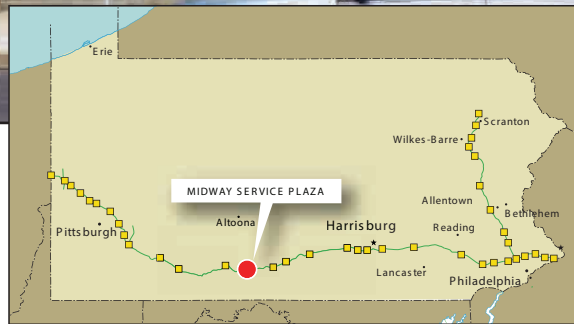 Erie
Scranton
Wilkes-Barre
MIDWAY SERVICE PLAZA
Allentown
Bethlehem
Altoona
Harrisburg
Reading
Pittsburgh
Lancaster
Philadelphia